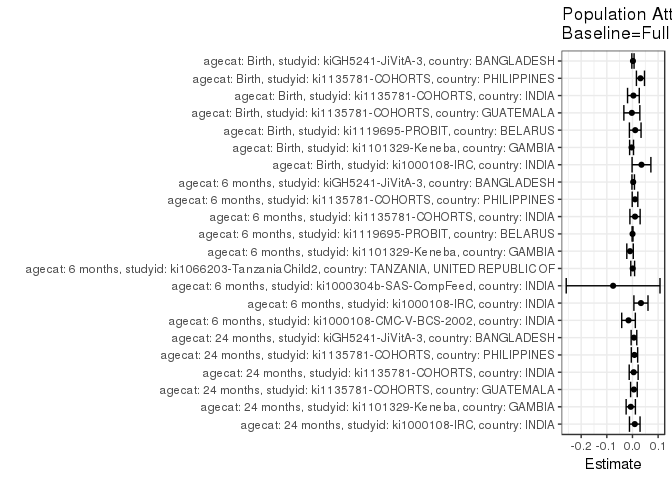 Population Att
Baseline=Full
agecat: Birth, studyid: kiGH5241-JiVitA-3, country: BANGLADESH
agecat: Birth, studyid: ki1135781-COHORTS, country: PHILIPPINES
agecat: Birth, studyid: ki1135781-COHORTS, country: INDIA
agecat: Birth, studyid: ki1135781-COHORTS, country: GUATEMALA
agecat: Birth, studyid: ki1119695-PROBIT, country: BELARUS
agecat: Birth, studyid: ki1101329-Keneba, country: GAMBIA
agecat: Birth, studyid: ki1000108-IRC, country: INDIA
agecat: 6 months, studyid: kiGH5241-JiVitA-3, country: BANGLADESH
agecat: 6 months, studyid: ki1135781-COHORTS, country: PHILIPPINES
agecat: 6 months, studyid: ki1135781-COHORTS, country: INDIA
agecat: 6 months, studyid: ki1119695-PROBIT, country: BELARUS
agecat: 6 months, studyid: ki1101329-Keneba, country: GAMBIA
agecat: 6 months, studyid: ki1066203-TanzaniaChild2, country: TANZANIA, UNITED REPUBLIC OF
agecat: 6 months, studyid: ki1000304b-SAS-CompFeed, country: INDIA
agecat: 6 months, studyid: ki1000108-IRC, country: INDIA
agecat: 6 months, studyid: ki1000108-CMC-V-BCS-2002, country: INDIA
agecat: 24 months, studyid: kiGH5241-JiVitA-3, country: BANGLADESH
agecat: 24 months, studyid: ki1135781-COHORTS, country: PHILIPPINES
agecat: 24 months, studyid: ki1135781-COHORTS, country: INDIA
agecat: 24 months, studyid: ki1135781-COHORTS, country: GUATEMALA
agecat: 24 months, studyid: ki1101329-Keneba, country: GAMBIA
agecat: 24 months, studyid: ki1000108-IRC, country: INDIA
-0.2 -0.1 0.0 0.1
Estimate